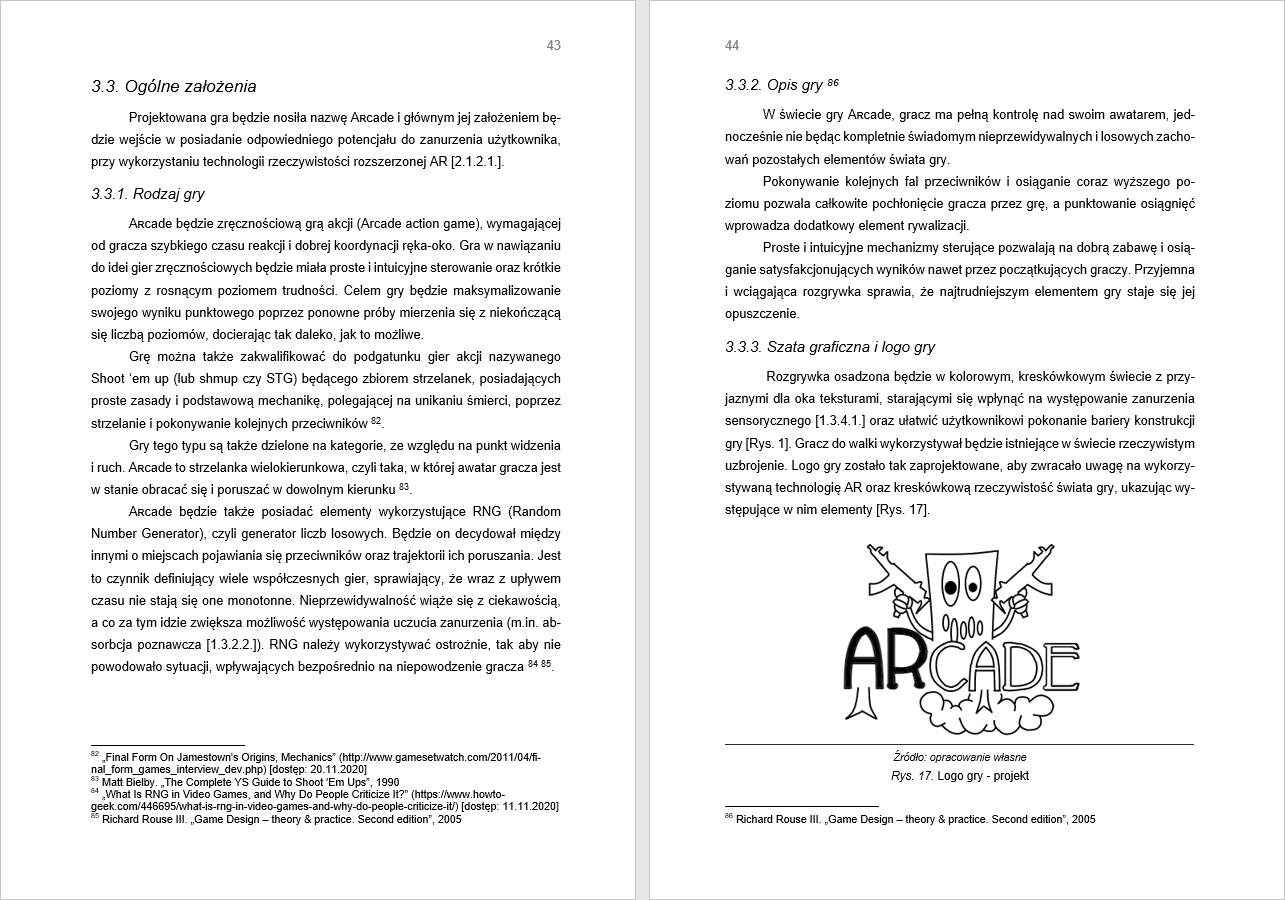 43
3.3. Ogólne założenia
Projektowana gra będzie nosiła nazwę ARcade i głównym jej założeniem bę-
dzie wejście w posiadanie odpowiedniego potencjału do zanurzenia użytkownika,
przy wykorzystaniu technologii rzeczywistości rozszerzonej AR [2.1.2.1.].
3.3.1. Rodzaj gry
ARcade będzie zręcznościową grą akcji (Arcade action game), wymagającej
od gracza szybkiego czasu reakcji i dobrej koordynacji ręka-oko. Gra w nawiązaniu
do idei gier zręcznościowych będzie miała proste i intuicyjne sterowanie oraz krótkie
poziomy z rosnącym poziomem trudności. Celem gry będzie maksymalizowanie
swojego wyniku punktowego poprzez ponowne próby mierzenia się z niekończącą
się liczbą poziomów, docierając tak daleko, jak to możliwe.
Grę można także zakwalifikować do podgatunku gier akcji nazywanego
Shoot ‘em up (lub shmup czy STG) będącego zbiorem strzelanek, posiadających
proste zasady i podstawową mechanikę, polegającej na unikaniu śmierci, poprzez
strzelanie i pokonywanie kolejnych przeciwników 82.
Gry tego typu są także dzielone na kategorie, ze względu na punkt widzenia
i ruch. ARcade to strzelanka wielokierunkowa, czyli taka, w której awatar gracza jest
w stanie obracać się i poruszać w dowolnym kierunku 83.
ARcade będzie także posiadać elementy wykorzystujące RNG (Random
Number Generator), czyli generator liczb losowych. Będzie on decydował między
innymi o miejscach pojawiania się przeciwników oraz trajektorii ich poruszania. Jest
to czynnik definiujący wiele współczesnych gier, sprawiający, że wraz z upływem
czasu nie stają się one monotonne. Nieprzewidywalność wiąże się z ciekawością,
a co za tym idzie zwiększa możliwość występowania uczucia zanurzenia (m.in. ab-
sorbcja poznawcza [1.3.2.2.]). RNG należy wykorzystywać ostrożnie, tak aby nie
powodowało sytuacji, wpływających bezpośrednio na niepowodzenie gracza 84 85.
82 „Final Form On Jamestown's Origins, Mechanics” (http://www.gamesetwatch.com/2011/04/fi-
nal_form_games_interview_dev.php) [dostęp: 20.11.2020]
83 Matt Bielby. „The Complete YS Guide to Shoot 'Em Ups”, 1990
84 „What Is RNG in Video Games, and Why Do People Criticize It?” (https://www.howto-
geek.com/446695/what-is-rng-in-video-games-and-why-do-people-criticize-it/) [dostęp: 11.11.2020]
85 Richard Rouse III. „Game Design – theory & practice. Second edition”, 2005
44
3.3.2. Opis gry 86
W świecie gry ARcade, gracz ma pełną kontrolę nad swoim awatarem, jed-
nocześnie nie będąc kompletnie świadomym nieprzewidywalnych i losowych zacho-
wań pozostałych elementów świata gry.
Pokonywanie kolejnych fal przeciwników i osiąganie coraz wyższego po-
ziomu pozwala całkowite pochłonięcie gracza przez grę, a punktowanie osiągnięć
wprowadza dodatkowy element rywalizacji.
Proste i intuicyjne mechanizmy sterujące pozwalają na dobrą zabawę i osią-
ganie satysfakcjonujących wyników nawet przez początkujących graczy. Przyjemna
i wciągająca rozgrywka sprawia, że najtrudniejszym elementem gry staje się jej
opuszczenie.
3.3.3. Szata graficzna i logo gry
Rozgrywka osadzona będzie w kolorowym, kreskówkowym świecie z przy-
jaznymi dla oka teksturami, starającymi się wpłynąć na występowanie zanurzenia
sensorycznego [1.3.4.1.] oraz ułatwić użytkownikowi pokonanie bariery konstrukcji
gry [Rys. 1]. Gracz do walki wykorzystywał będzie istniejące w świecie rzeczywistym
uzbrojenie. Logo gry zostało tak zaprojektowane, aby zwracało uwagę na wykorzy-
stywaną technologię AR oraz kreskówkową rzeczywistość świata gry, ukazując wy-
stępujące w nim elementy [Rys. 17].
ARCADE
Źródło: opracowanie własne
Rys. 17. Logo gry - projekt
86 Richard Rouse III. „Game Design – theory & practice. Second edition”, 2005